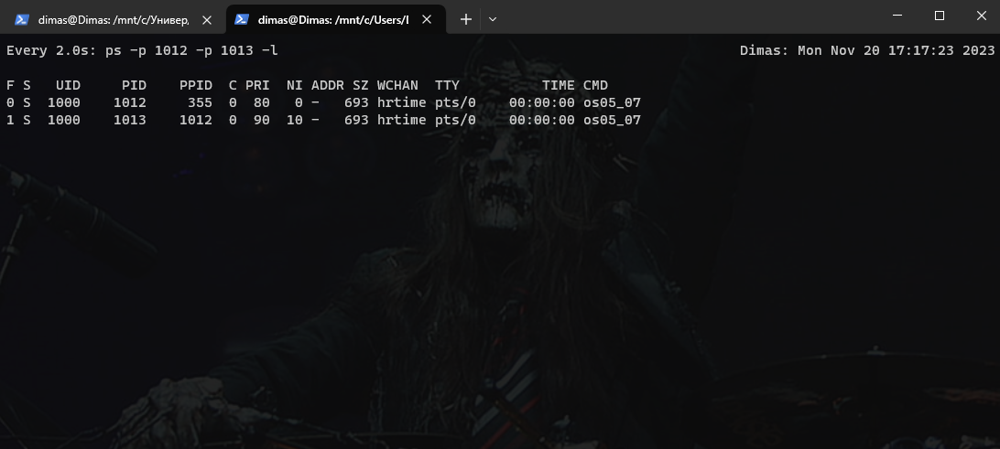 dimas@Dimas: /mnt/c/Универ,
dimas@Dimas: /mnt/c/Users/
Every 2.0s: ps -p 1012 -p 1013 -l
Dimas: Mon Nov 20 17:17:23 2023
F S UID PID PPID C PRI NI ADDR SZ WCHAN TTY TIME CMD
0 S 1000 1012 355 0 80 0 - 693 hrtime pts/0 00:00:00 os05_07
1 S 1000 1013 1012 0 90 10 - 693 hrtime pts/0 00:00:00 os05_07